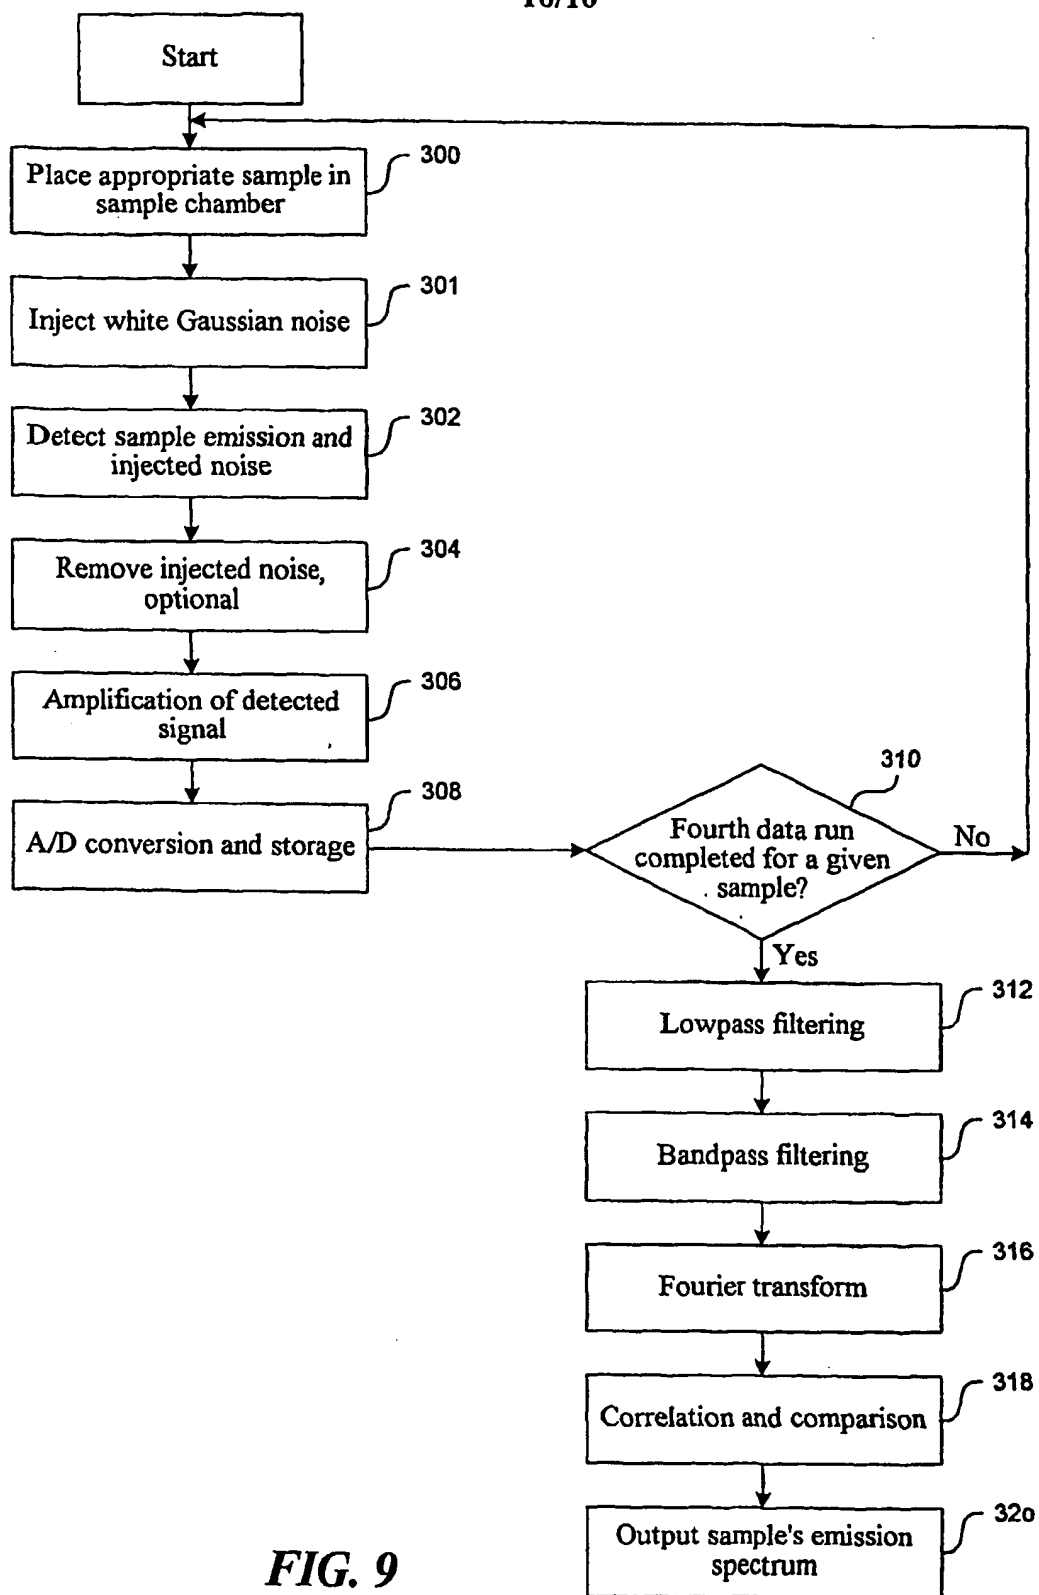 Start
300
Place appropriate sample in
sample chamber
301
Inject white Gaussian noise
302
Detect sample emission and
injected noise
304
Remove injected noise,
optional
306
Amplification of detected
signal
308
A/D conversion and storage
310
Fourth data run
completed for a given
sample?
No
Yes
312
Lowpass filtering
314
Bandpass filtering
316
Fourier transform
318
Correlation and comparison
320
Output sample's emission
spectrum
FIG. 9